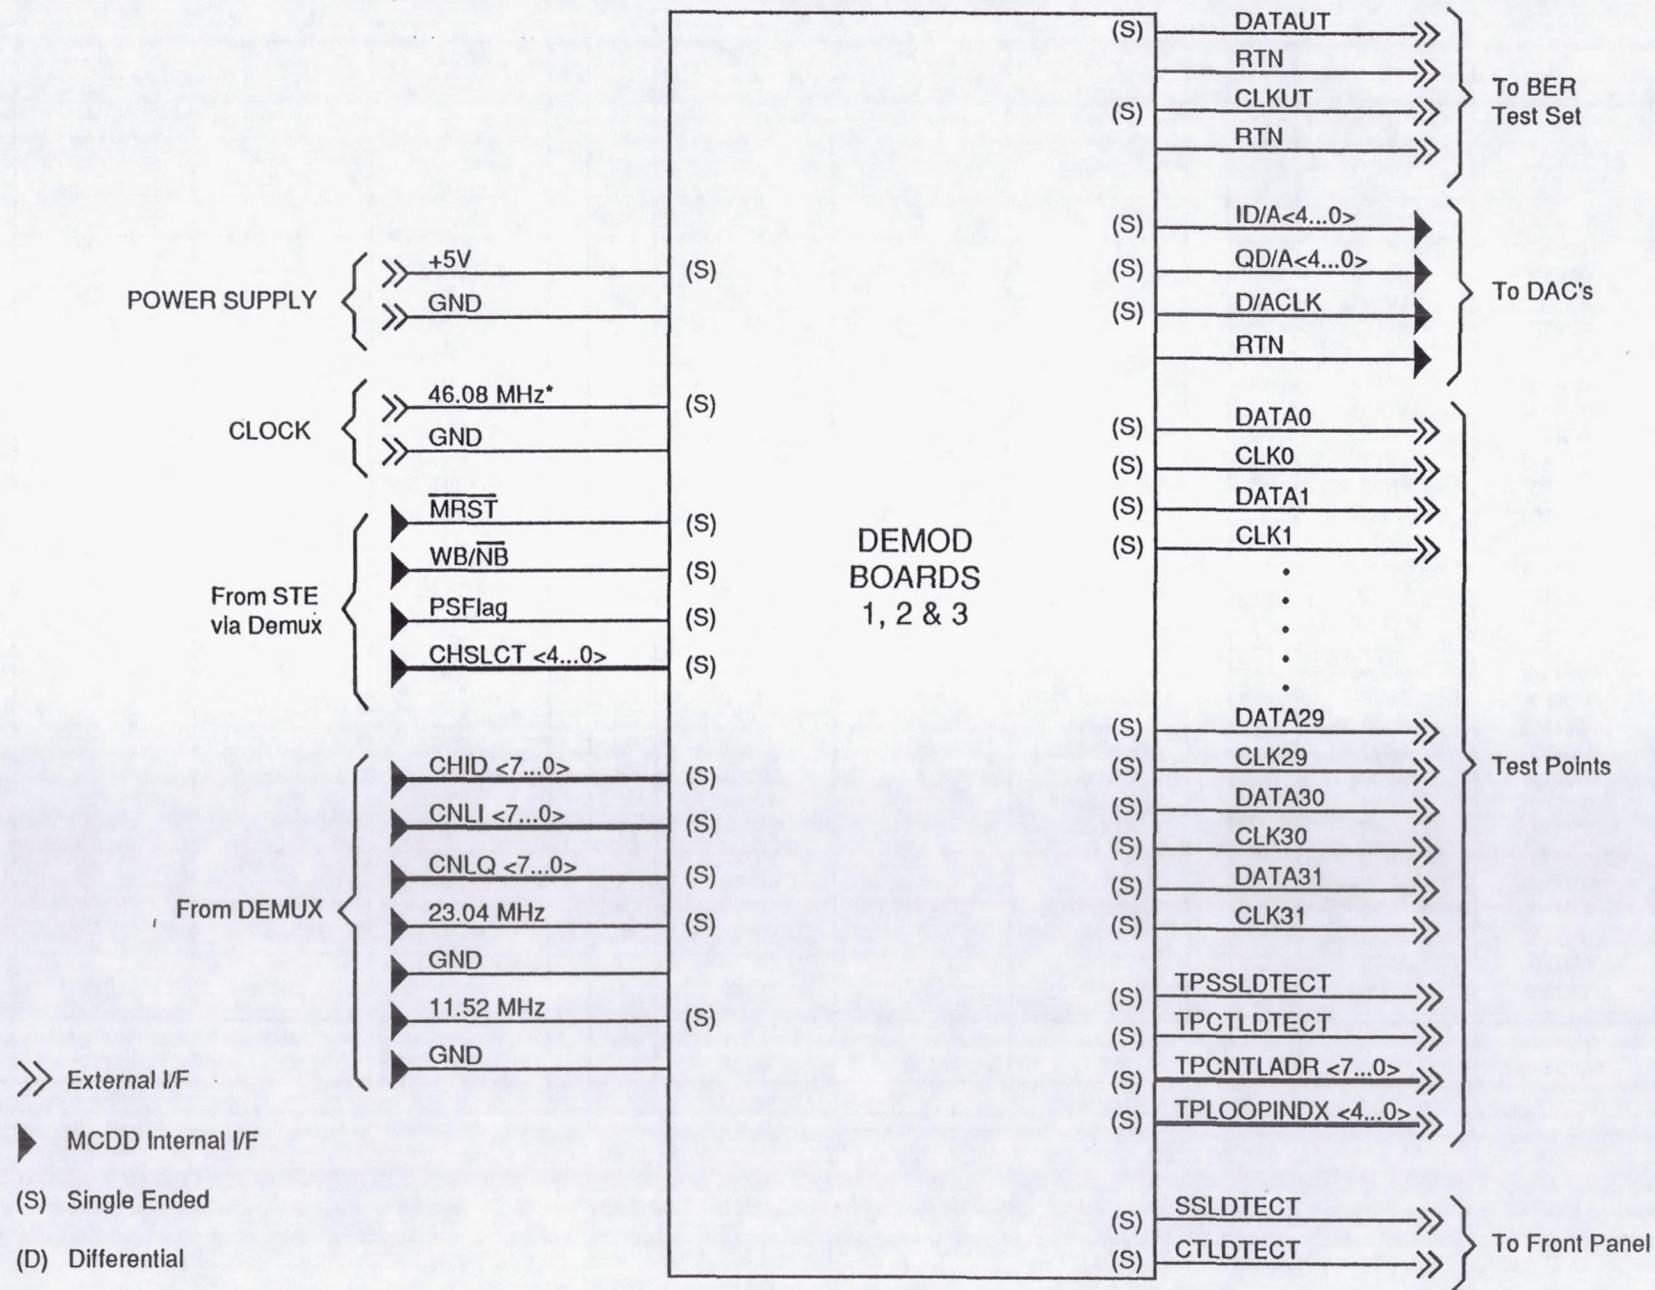 POWER SUPPLY
+5V
(S)
GND
CLOCK
46.08 MHz*
(S)
GND
From STE
via Demux
MRST
(S)
WB/NB
(S)
PSFlag
(S)
CHSLCT <4...0>
(S)
From DEMUX
CHID <7...0>
(S)
CNLI <7...0>
(S)
CNLQ <7...0>
(S)
23.04 MHz
(S)
GND
11.52 MHz
(S)
GND
External I/F
MCDD Internal I/F
(S) Single Ended
(D) Differential
DEMOD
BOARDS
1, 2 & 3
(S) DATAUT
RTN
(S) CLKUT
RTN
To BER
Test Set
(S) ID/A<4...0>
(S) QD/A<4...0>
(S) D/ACLK
RTN
To DAC's
(S) DATA0
(S) CLK0
(S) DATA1
(S) CLK1
(S) DATA29
(S) CLK29
(S) DATA30
(S) CLK30
(S) DATA31
(S) CLK31
(S) TPSSLDTECT
(S) TPCTLDTECT
(S) TPCNTLADR <7...0>
(S) TPLOOPINDX <4...0>
Test Points
(S) SSLDTECT
(S) CTLDTECT
To Front Panel